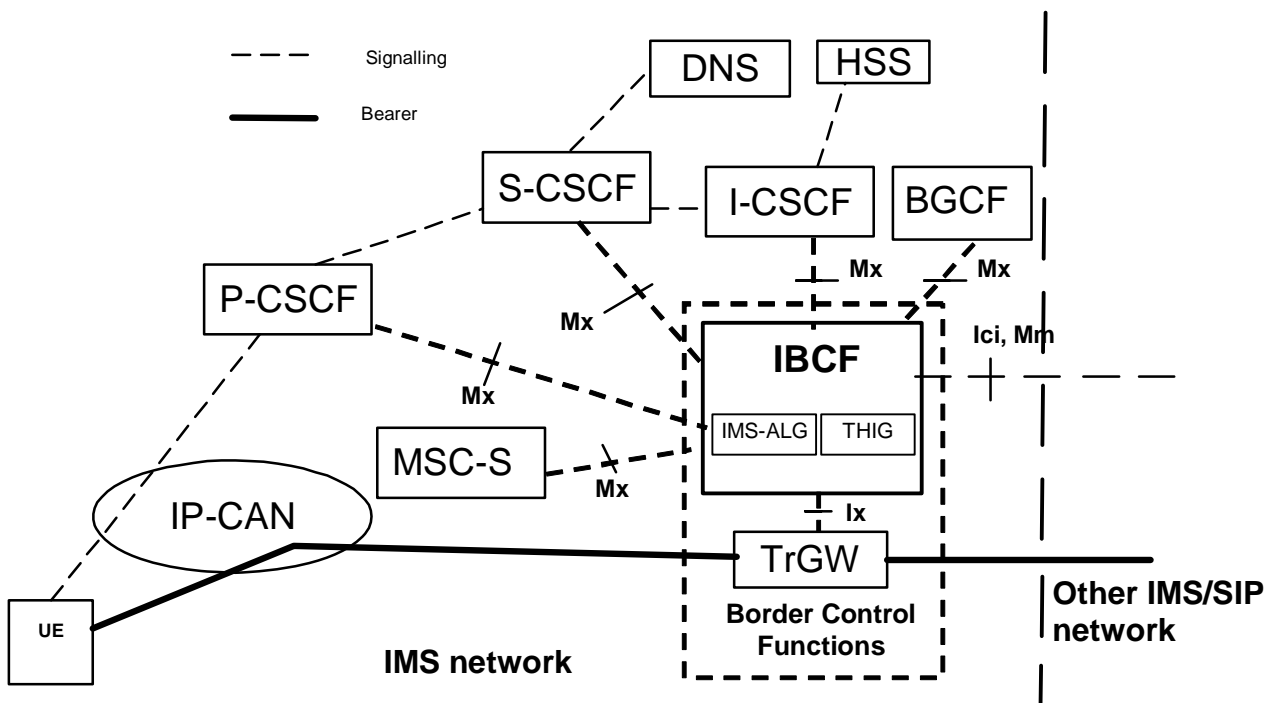 Signalling
Bearer
DNS
HSS
S-CSCF
I-CSCF
BGCF
P-CSCF
Mx
Mx
Mx
Mx
Ici, Mm
IBCF
IMS-ALG
THIG
MSC-S
Mx
IP-CAN
Ix
TrGW
UE
Border Control
Functions
Other IMS/SIP
network
IMS network